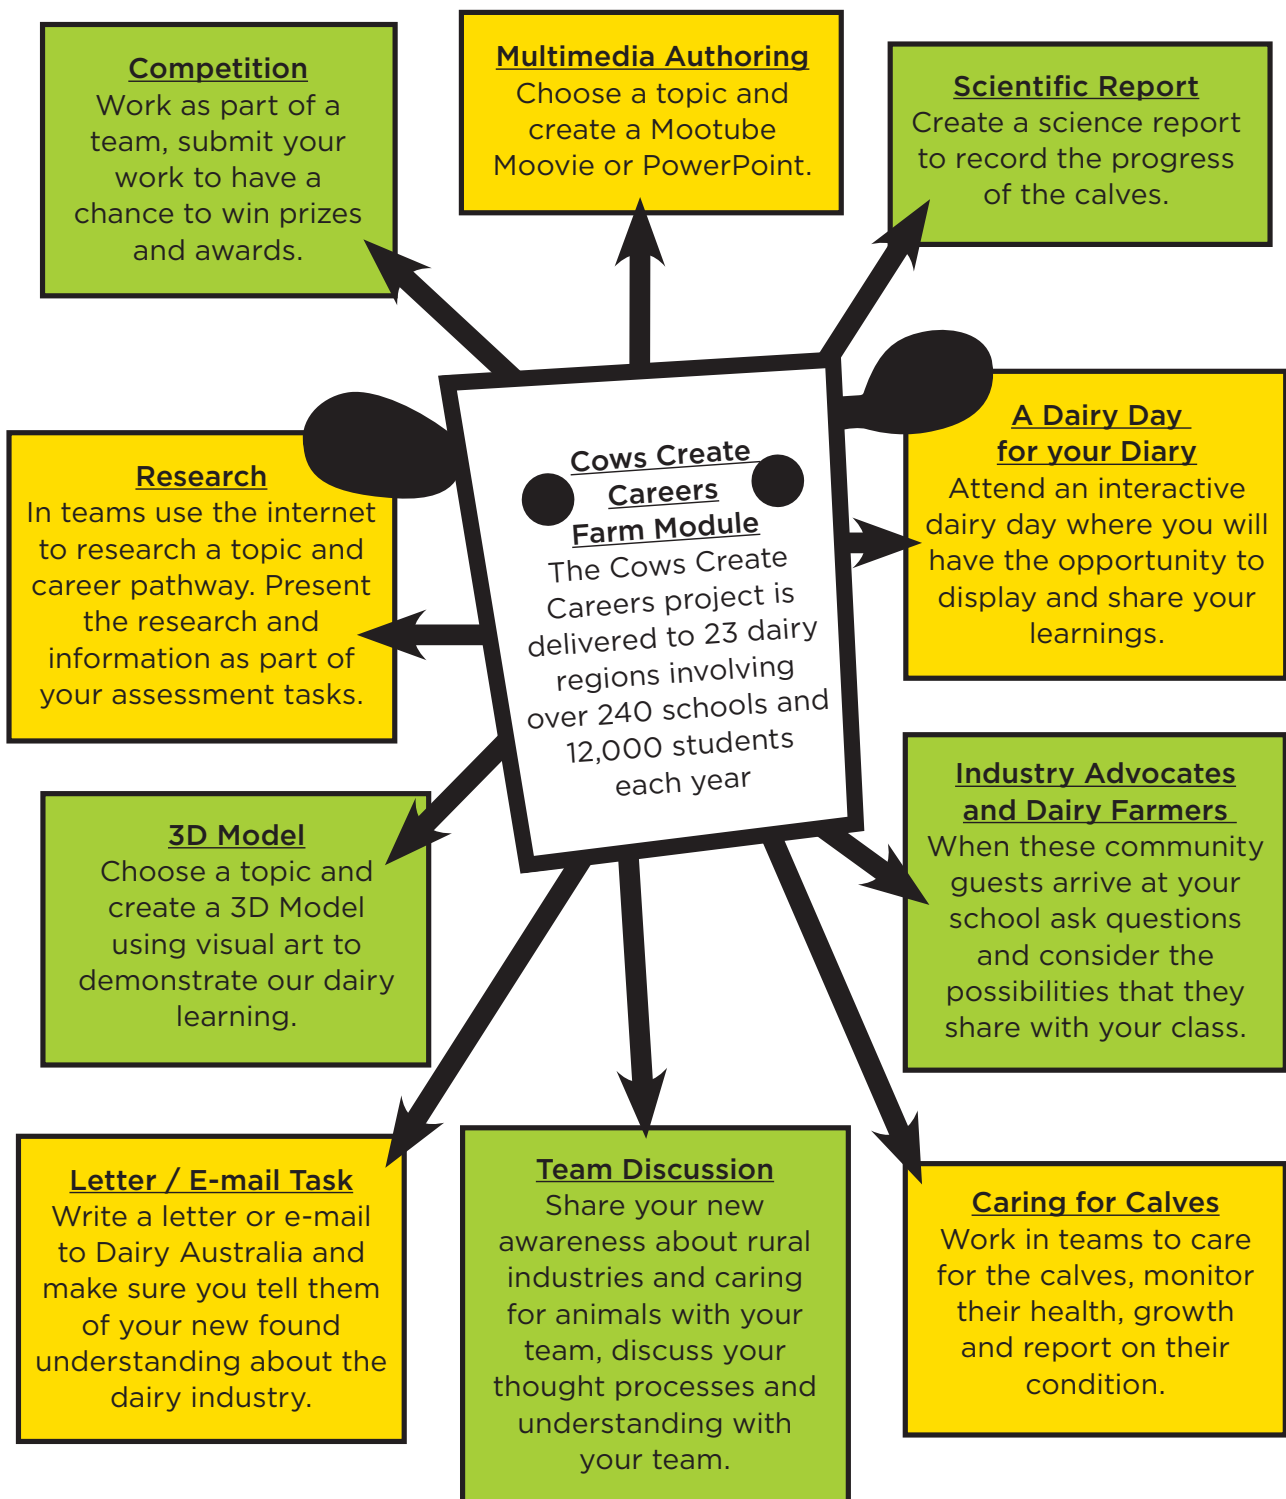 Competition
Work as part of a
team, submit your
work to have a
chance to win prizes
and awards.
Multimedia Authoring
Choose a topic and
create a Mootube
Moovie or PowerPoint.
Scientific Report
Create a science report
to record the progress
of the calves.
Research
In teams use the internet
to research a topic and
career pathway. Present
the research and
information as part of
your assessment tasks.
Cows Create
Careers
Farm Module
The Cows Create
Careers project is
delivered to 23 dairy
regions involving
over 240 schools and
12,000 students
each year
A Dairy Day
for your Diary
Attend an interactive
dairy day where you will
have the opportunity to
display and share your
learnings.
3D Model
Choose a topic and
create a 3D Model
using visual art to
demonstrate our dairy
learning.
Industry Advocates
and Dairy Farmers
When these community
guests arrive at your
school ask questions
and consider the
possibilities that they
share with your class.
Letter / E-mail Task
Write a letter or e-mail
to Dairy Australia and
make sure you tell them
of your new found
understanding about the
dairy industry.
Team Discussion
Share your new
awareness about rural
industries and caring
for animals with your
team, discuss your
thought processes and
understanding with
your team.
Caring for Calves
Work in teams to care
for the calves, monitor
their health, growth
and report on their
condition.